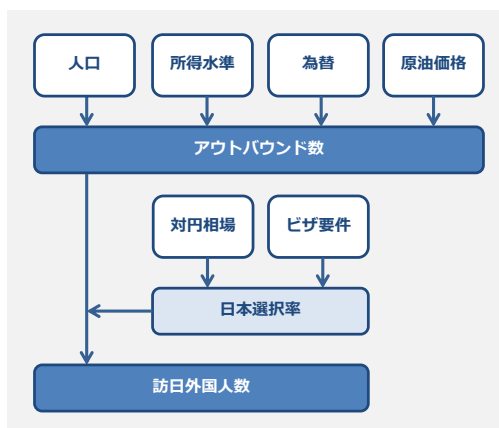 人口
所得水準
為替
原油価格
アウトバウンド数
対円相場
ビザ要件
日本選択率
訪日外国人数